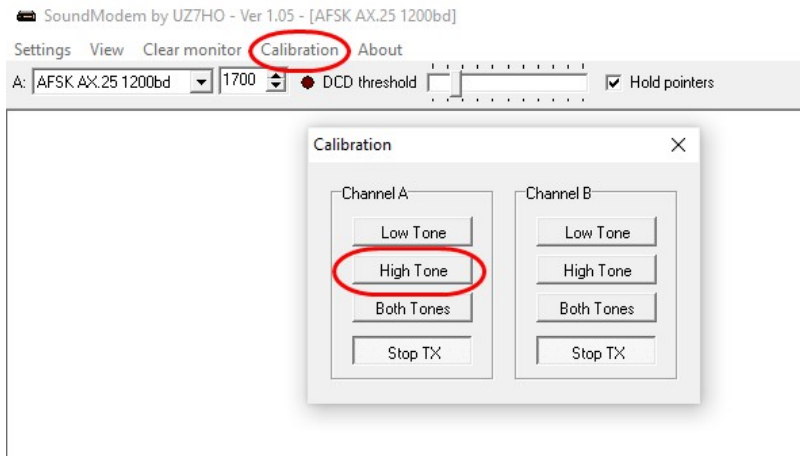 SoundModem by UZ7HO - Ver 1.05 - [AFSK AX.25 1200bd]
Settings View Clear monitor Calibration About
A: AFSK AX.25 1200bd 1700 DCD threshold Hold pointers
Calibration
Channel A Channel B
Low Tone Low Tone
High Tone High Tone
Both Tones Both Tones
Stop TX Stop TX